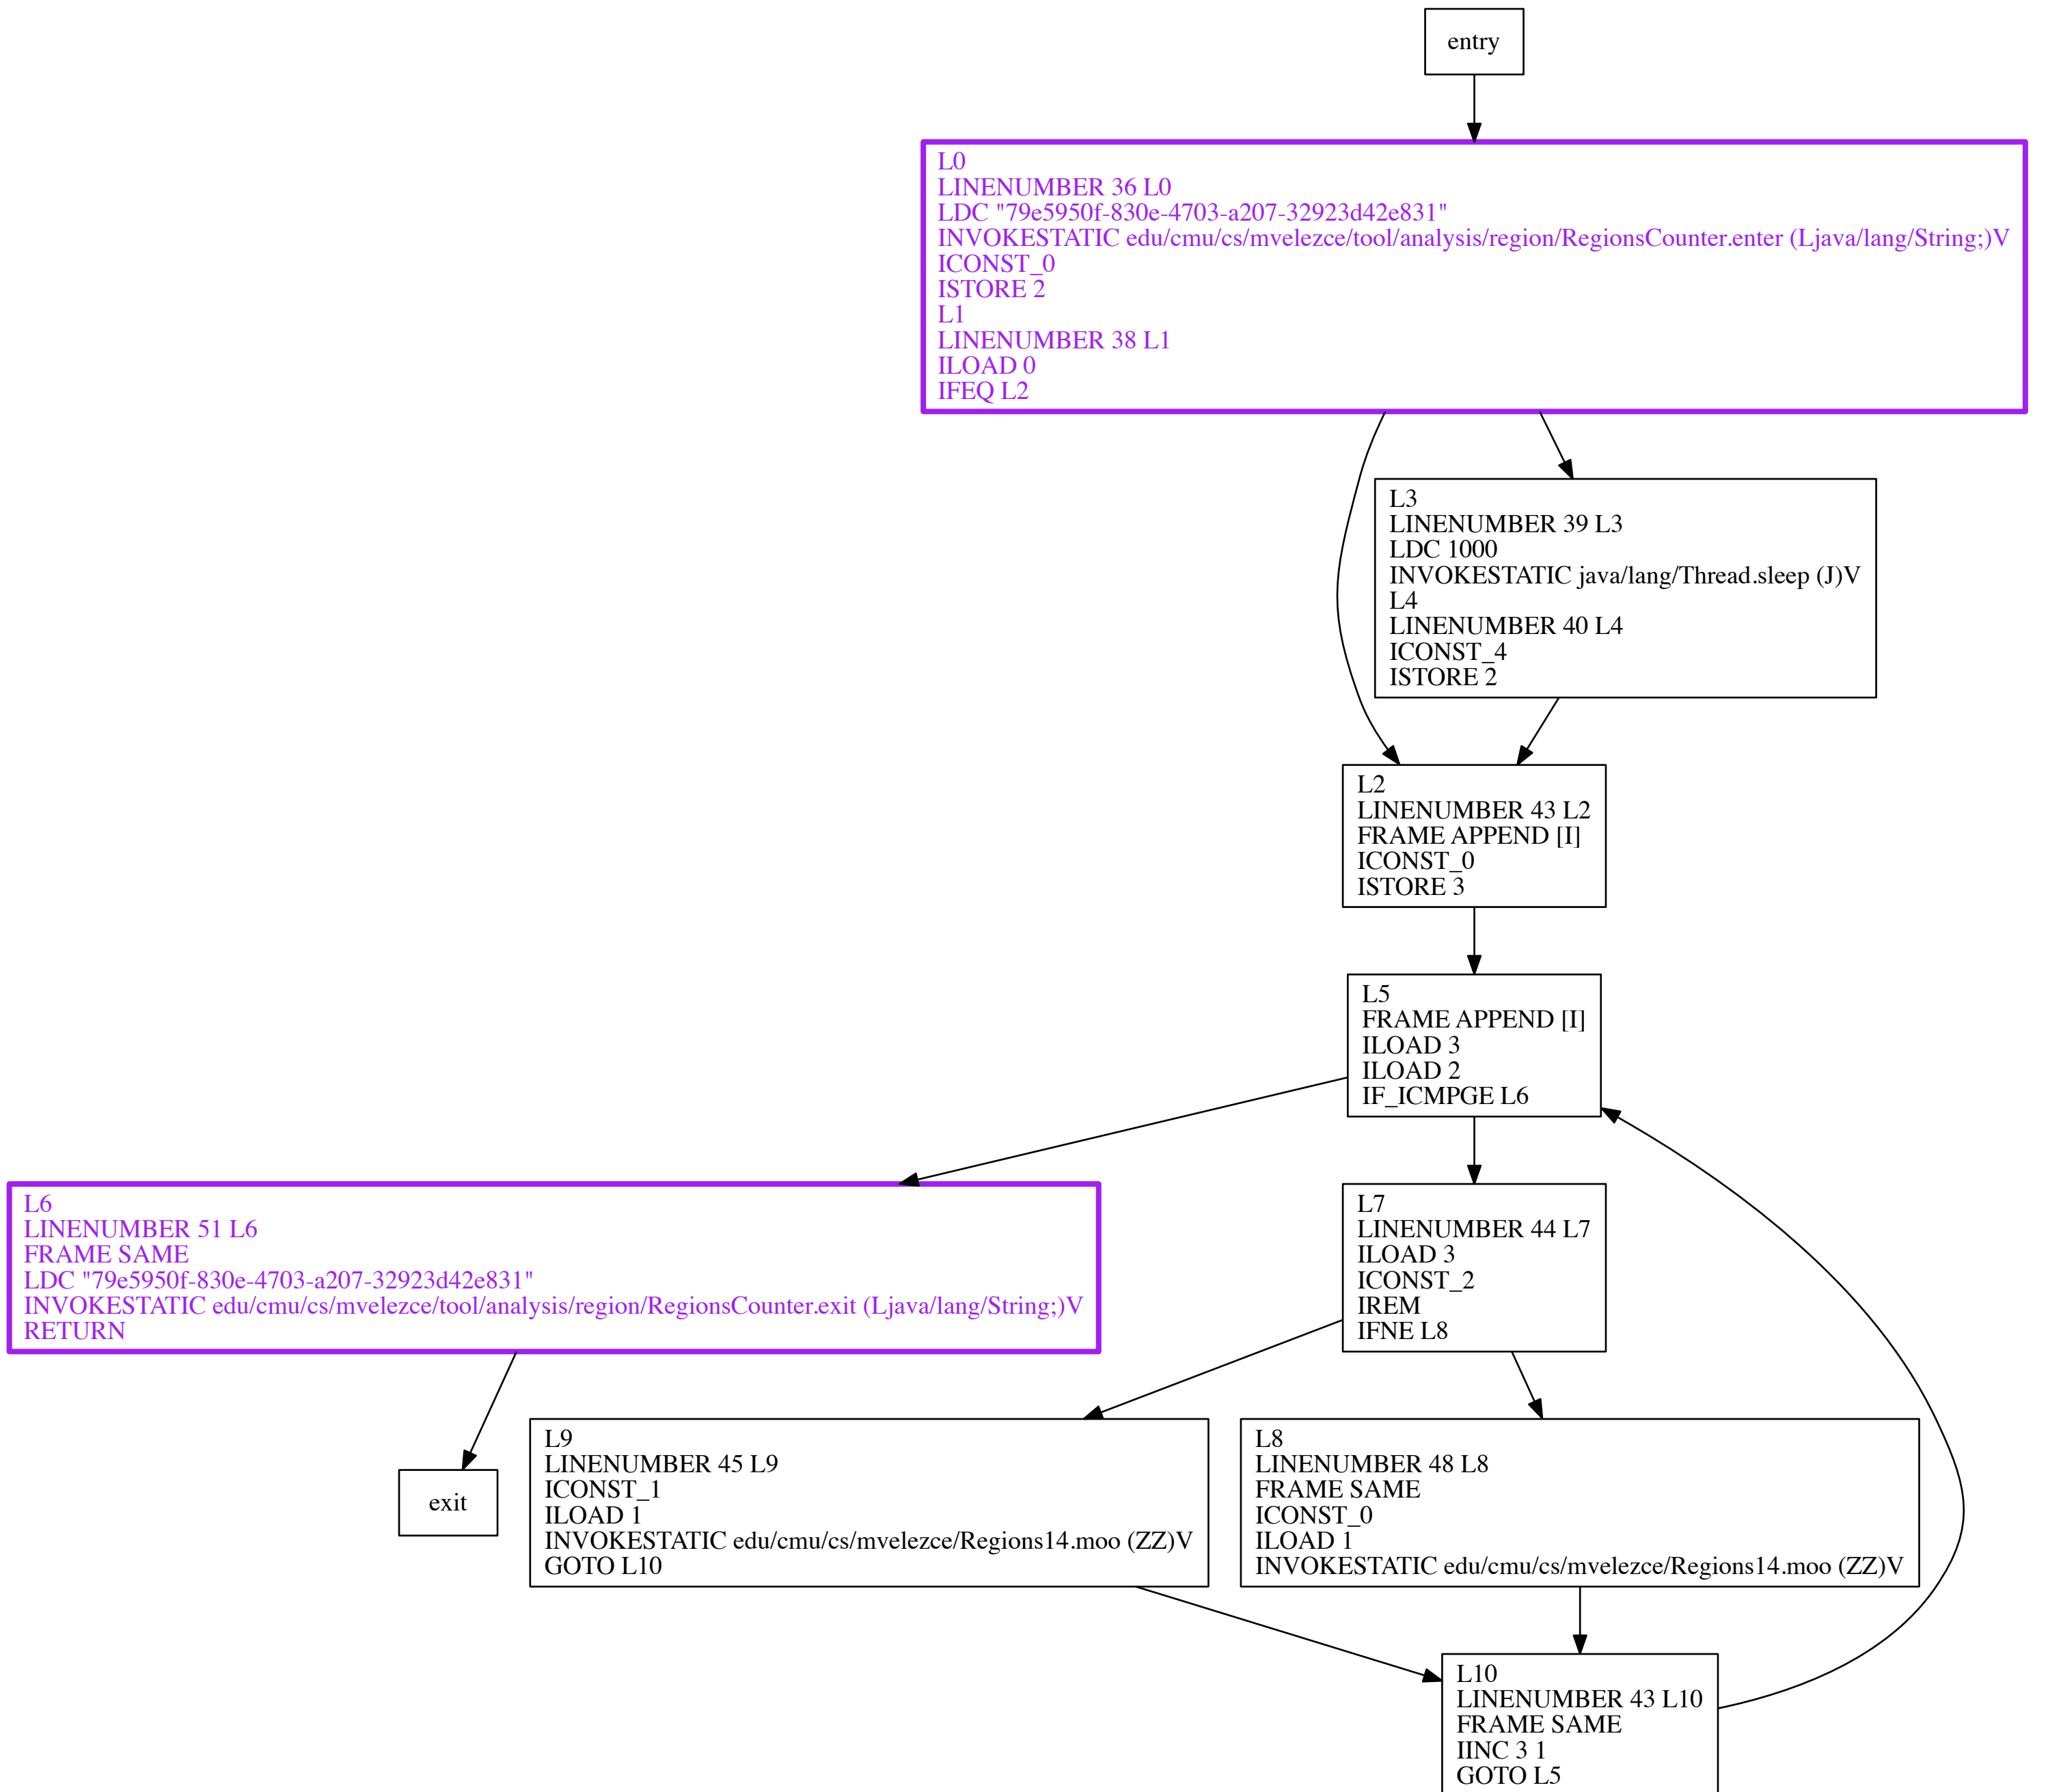 entry
L0
LINENUMBER 36 L0
LDC "79e5950f-830e-4703-a207-32923d42e831"
INVOKESTATIC edu/cmu/cs/mvelezce/tool/analysis/region/RegionsCounter.enter (Ljava/lang/String;)V
ICONST_0
ISTORE 2
L1
LINENUMBER 38 L1
ILOAD 0
IFEQ L2
L3
LINENUMBER 39 L3
LDC 1000
INVOKESTATIC java/lang/Thread.sleep (J)V
L4
LINENUMBER 40 L4
ICONST_4
ISTORE 2
L2
LINENUMBER 43 L2
FRAME APPEND [I]
ICONST_0
ISTORE 3
L5
FRAME APPEND [I]
ILOAD 3
ILOAD 2
IF_ICMPGE L6
L6
LINENUMBER 51 L6
FRAME SAME
LDC "79e5950f-830e-4703-a207-32923d42e831"
INVOKESTATIC edu/cmu/cs/mvelezce/tool/analysis/region/RegionsCounter.exit (Ljava/lang/String;)V
RETURN
L7
LINENUMBER 44 L7
ILOAD 3
ICONST_2
IREM
IFNE L8
exit
L9
LINENUMBER 45 L9
ICONST_1
ILOAD 1
INVOKESTATIC edu/cmu/cs/mvelezce/Regions14.moo (ZZ)V
GOTO L10
L8
LINENUMBER 48 L8
FRAME SAME
ICONST_0
ILOAD 1
INVOKESTATIC edu/cmu/cs/mvelezce/Regions14.moo (ZZ)V
L10
LINENUMBER 43 L10
FRAME SAME
IINC 3 1
GOTO L5